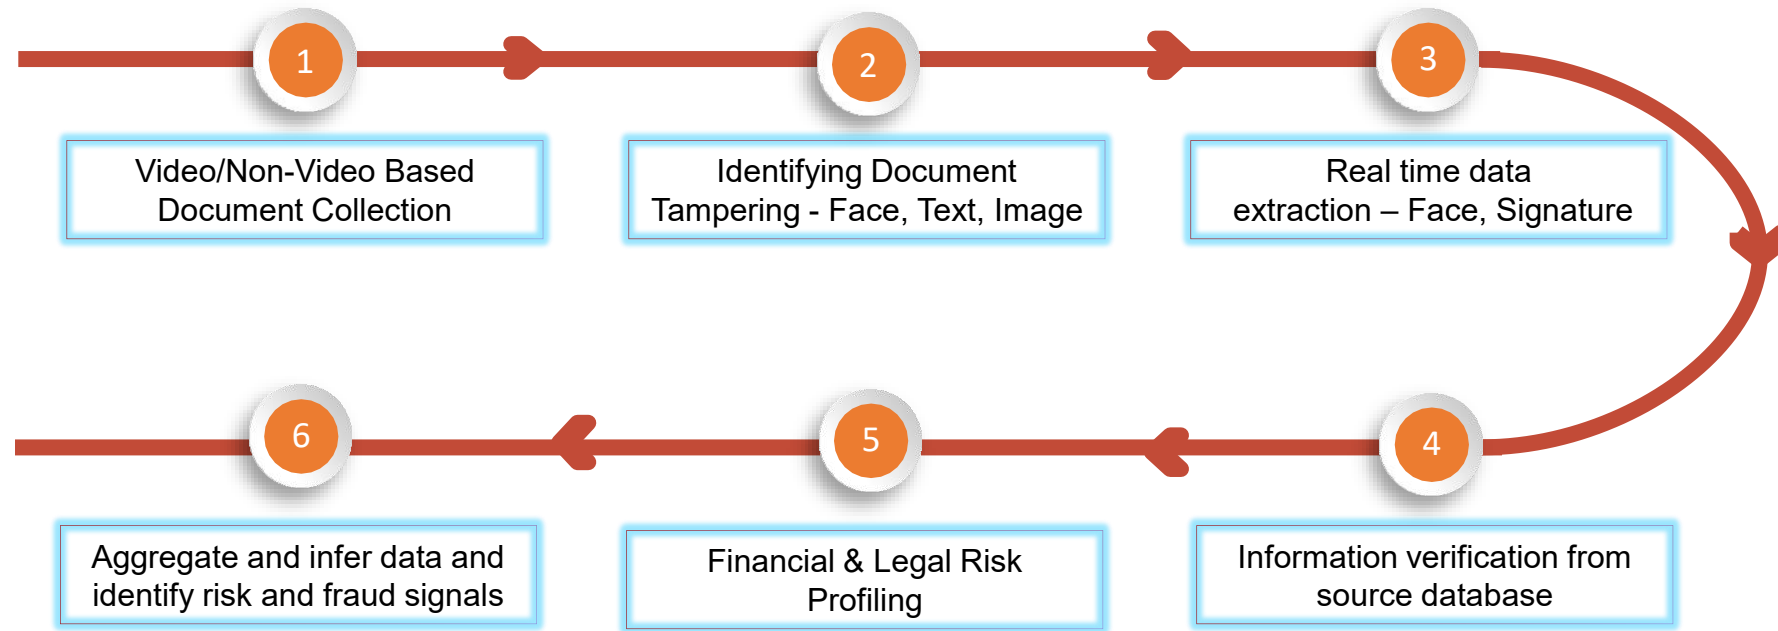 1
2
3
Video/Non-Video Based
Document Collection
Identifying Document
Tampering - Face, Text, Image
Real time data
extraction – Face, Signature
6
5
4
Aggregate and infer data and
identify risk and fraud signals
Financial & Legal Risk
Profiling
Information verification from
source database